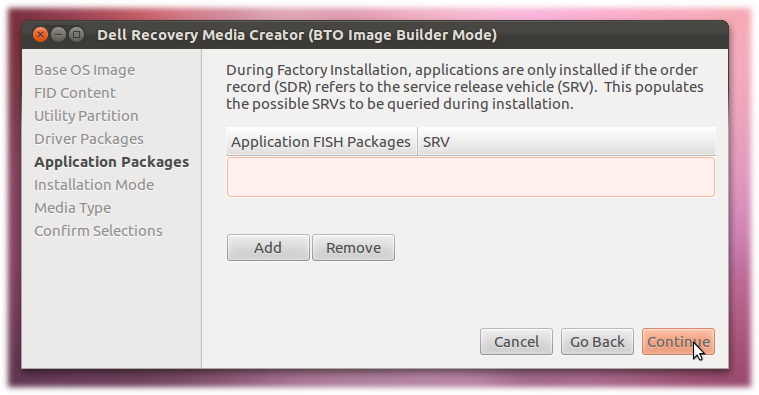 Dell Recovery Media Creator (BTO Image Builder Mode)
Base OS Image
FID Content
Utility Partition
Driver Packages
Application Packages
Installation Mode
Media Type
Confirm Selections
During Factory Installation, applications are only installed if the order
record (SDR) refers to the service release vehicle (SRV).  This populates
the possible SRVs to be queried during installation.
Application FISH Packages SRV
Add Remove
Cancel Go Back Continue